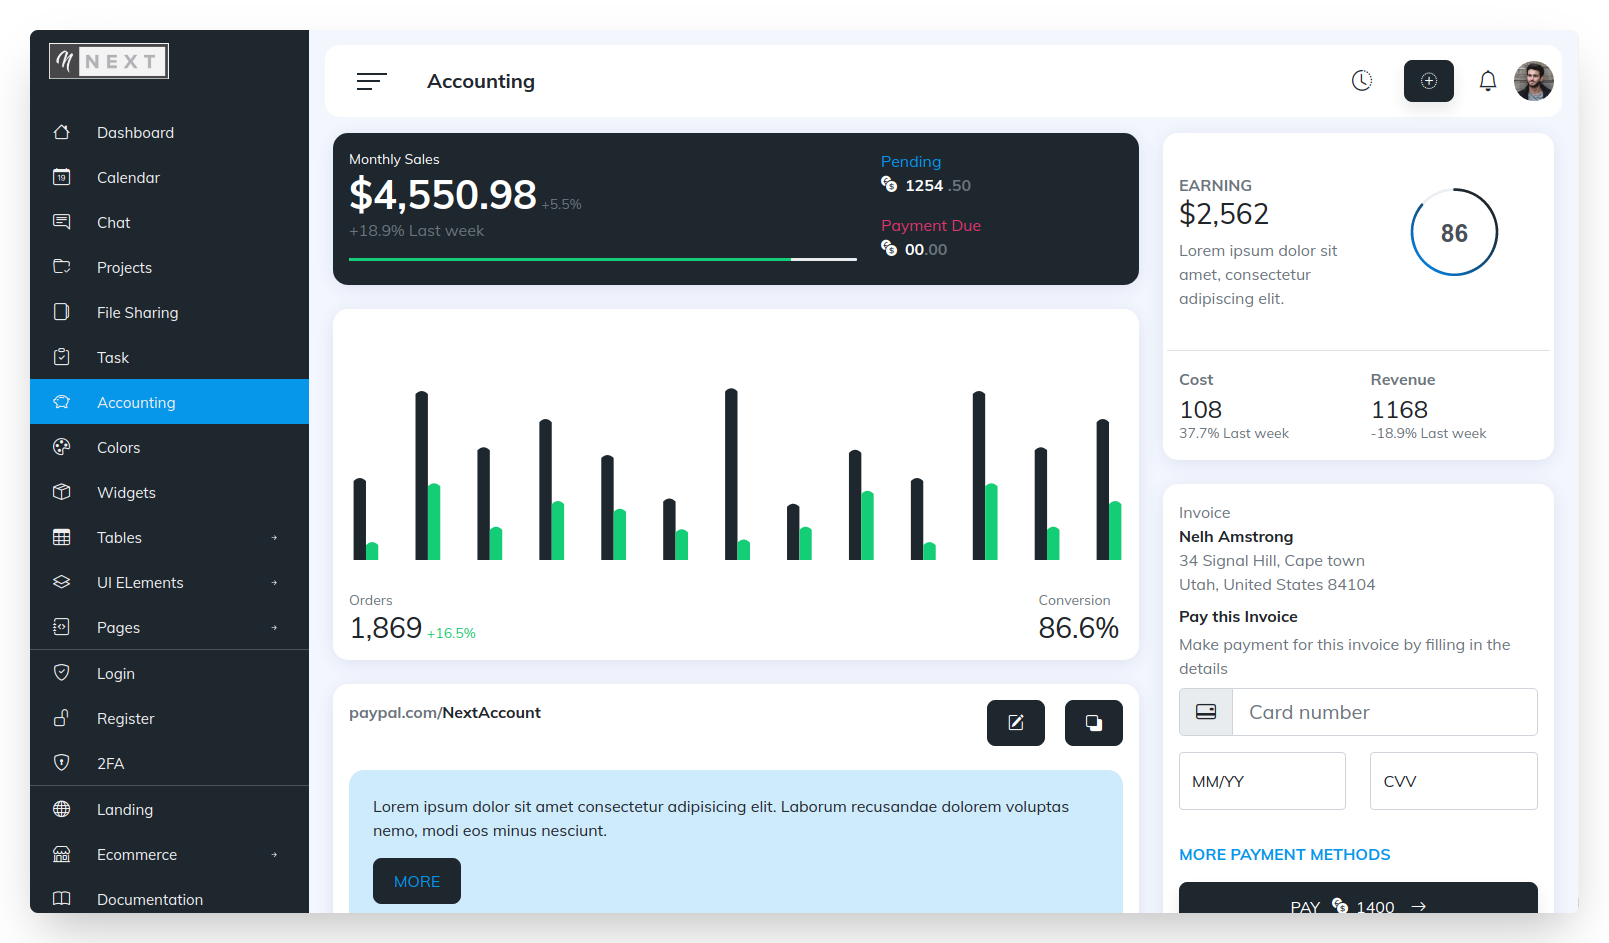 NEXT
Dashboard
19
Calendar
Chat
Projects
File Sharing
Task
Accounting
Colors
Widgets
Tables
UI ELements
Pages
Login
Register
2FA
Landing
Ecommerce
Documentation
Accounting
Monthly Sales
$4,550.98 +5.5%
+18.9% Last week
Pending
1254 .50
Payment Due
00.00
Orders
1,869 +16.5%
Conversion
86.6%
paypal.com/NextAccount
Lorem ipsum dolor sit amet consectetur adipisicing elit. Laborum recusandae dolorem voluptas
nemo, modi eos minus nesciunt.
MORE
EARNING
$2,562
Lorem ipsum dolor sit
amet, consectetur
adipiscing elit.
86
Cost
108
37.7% Last week
Revenue
1168
-18.9% Last week
Invoice
Nelh Amstrong
34 Signal Hill, Cape town
Utah, United States 84104
Pay this Invoice
Make payment for this invoice by filling in the
details
Card number
MM/YY
CVV
MORE PAYMENT METHODS
PAY 1400